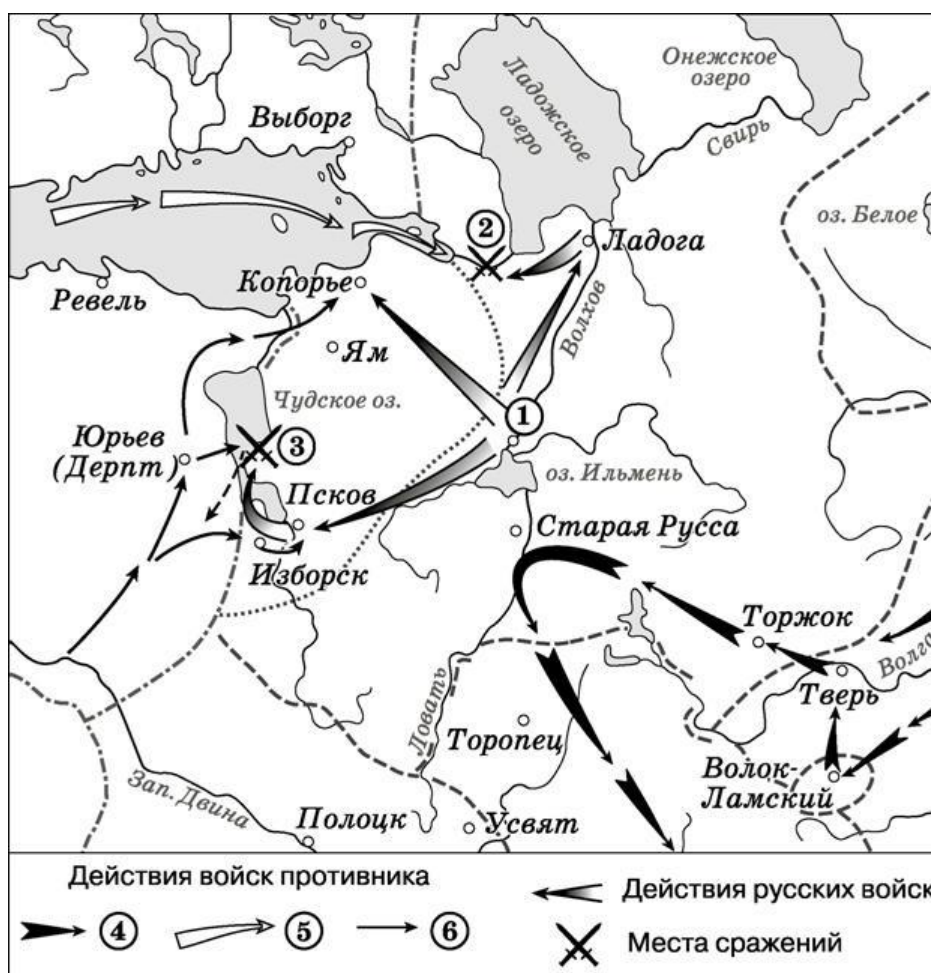 Онежское
озеро
Ладожское
озеро
Свирь
Выборг
оз. Белое
2
Ладога
Копорье
Ревель
Волхов
Ям
Чудское оз.
1
3
Юрьев
(Дерпт)
оз. Ильмень
Псков
Старая Русса
Изборск
Торжок
Волга
Тверь
Ловать
Торопец
Волок-
Ламский
Зап. Двина
Полоцк
Усвят
Действия войск противника
4
5
6
Действия русских войск
Места сражений